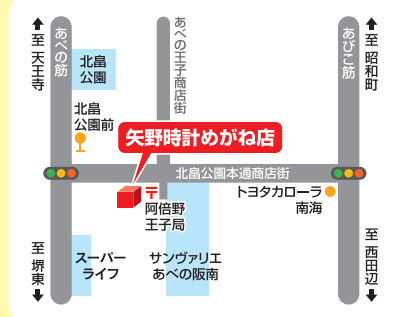 至 天王寺
あべの筋
北畠
公園
北畠
公園前
あべの王子商店街
あびこ筋
至 昭和町
矢野時計めがね店
北畠公園本通商店街
〒
阿倍野
王子局
トヨタカローラ
南海
至 堺東
スーパー
ライフ
サンヴァリエ
あべの阪南
至 西田辺